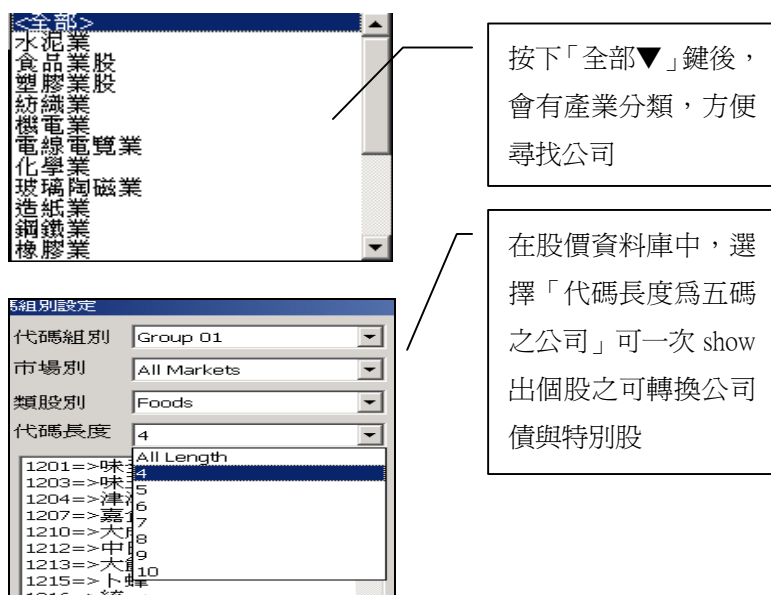 <全部>
水泥業
食品業股
塑膠業股
紡織業
機電業
電線電覽業
化學業
玻璃陶磁業
造紙業
鋼鐵業
橡膠業
按下「全部▼」鍵後，
會有產業分類，方便
尋找公司
在股價資料庫中，選
擇「代碼長度為五碼
之公司」可一次 show
出個股之可轉換公司
債與特別股
組別設定
代碼組別 Group 01
市場別 All Markets
類股別 Foods
代碼長度 4
All Length
4
5
6
7
8
9
10
1201=>味
1203=>味
1204=>津
1207=>嘉
1210=>大
1212=>中
1213=>大
1215=>卜蜂